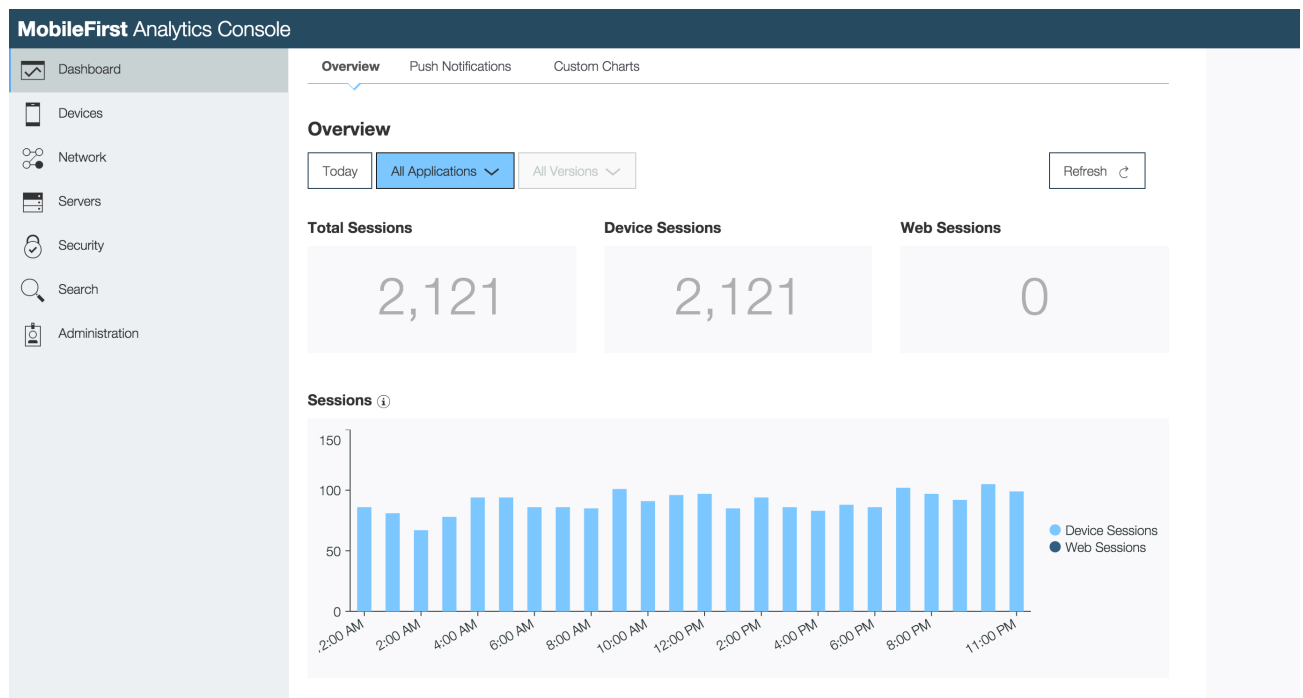 MobileFirst Analytics Console
Dashboard
Devices
Network
Servers
Security
Search
Administration
Overview Push Notifications Custom Charts
Overview
Today All Applications All Versions Refresh
Total Sessions Device Sessions Web Sessions
2,121 2,121 0
Sessions
150
100
50
0
2:00 AM 2:00 AM 4:00 AM 6:00 AM 8:00 AM 10:00 AM 12:00 PM 2:00 PM 4:00 PM 6:00 PM 8:00 PM 11:00 PM
Device Sessions
Web Sessions